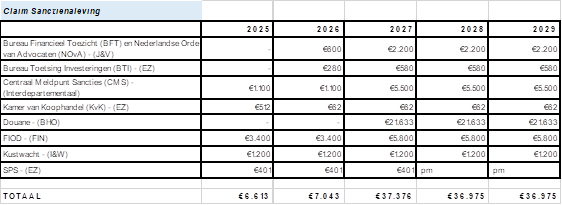 Claim Sanctienaleving
2025 2026 2027 2028 2029
Bureau Financieel Toezicht (BFT) en Nederlandse Orde
van Advocaten (NOvA) - (J&V) - €600 €2.200 €2.200 €2.200
Bureau Toetsing Investeringen (BTI) - (EZ) - €280 €580 €580 €580
Centraal Meldpunt Sancties (CMS) -
(Interdepartementaal) €1.100 €1.100 €5.500 €5.500 €5.500
Kamer van Koophandel (KvK) - (EZ) €512 €62 €62 €62 €62
Douane - (BHO) - - €21.633 €21.633 €21.633
FIOD - (FIN) €3.400 €3.400 €5.800 €5.800 €5.800
Kustwacht - (I&W) €1.200 €1.200 €1.200 €1.200 €1.200
SPS - (EZ) €401 €401 €401 pm pm
TOTAAL €6.613 €7.043 €37.376 €36.975 €36.975